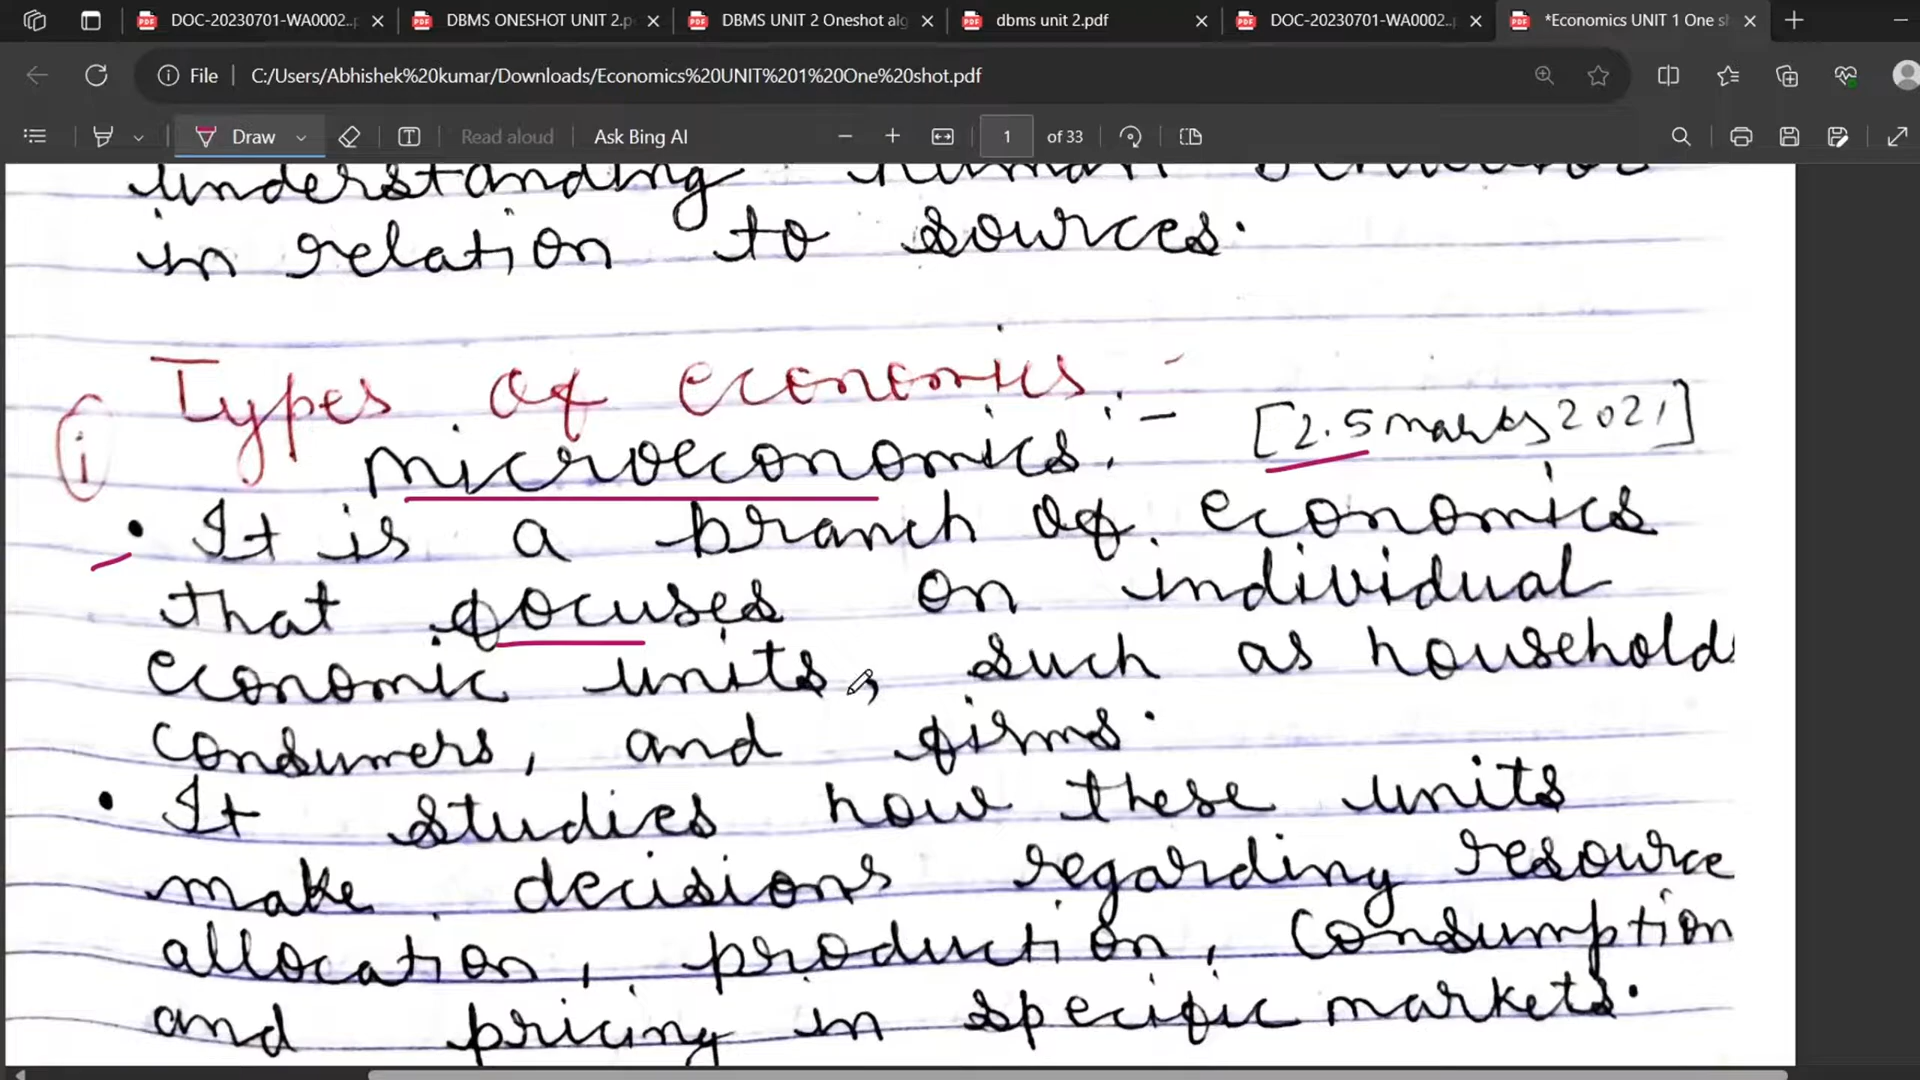 DOC-20230701-WA0002..
DBMS ONESHOT UNIT 2.p
DBMS UNIT 2 Oneshot alg
dbms unit 2.pdf
DOC-20230701-WA0002..
*Economics UNIT 1 One s
File C:/Users/Abhishek%20kumar/Downloads/Economics%20UNIT%201%20One%20shot.pdf
Draw Read aloud Ask Bing AI 1 of 33
understanding human
in relation to sources.
Types of economics :-
i microeconomics :- [2.5 marks 2021]
• It is a branch of economics
that focuses on individual
economic units, such as household
consumers, and firms.
• It studies how these units
make decisions regarding resource
allocation, production, consumption
and pricing in specific markets.